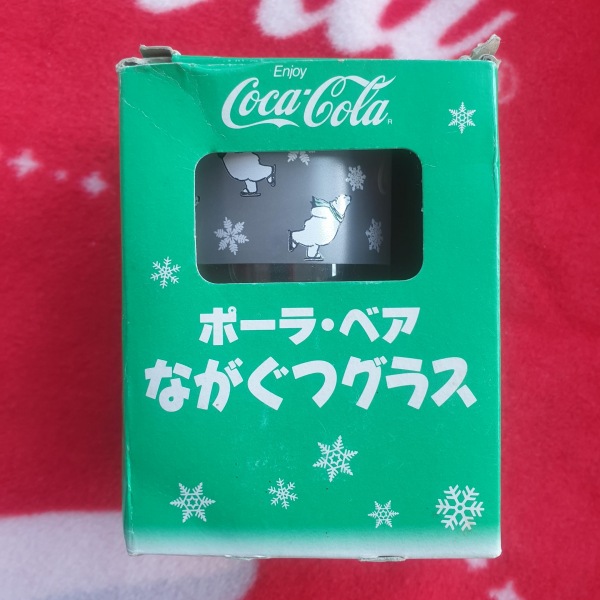 Enjoy
Coca-Cola®
ポーラ・ベア
ながぐつグラス